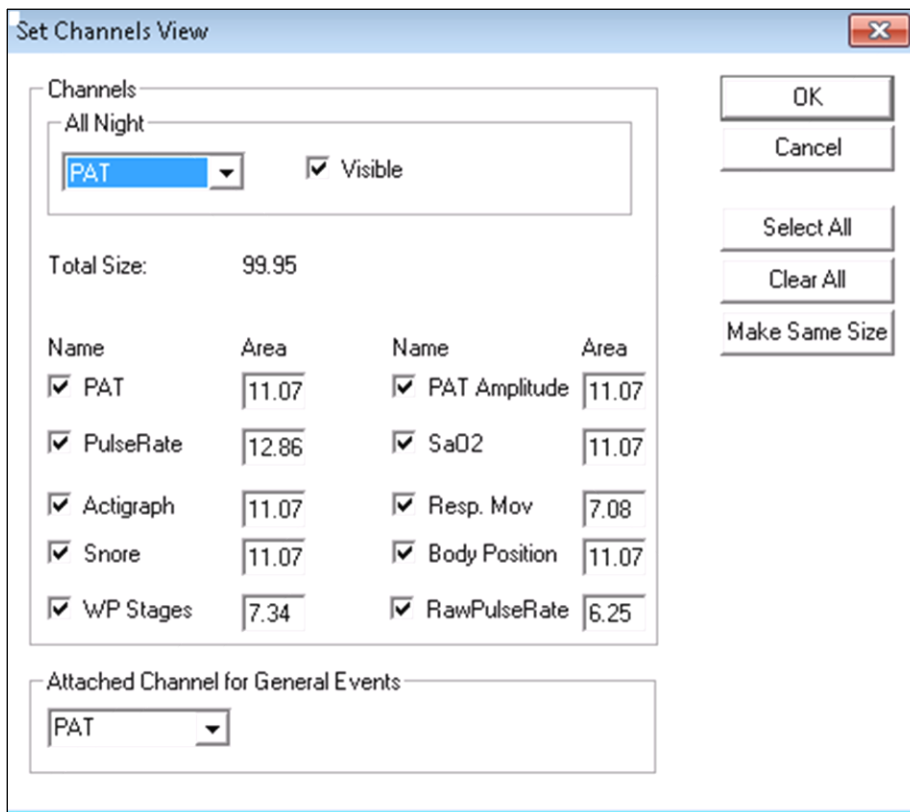 Set Channels View
Channels
All Night
PAT
Visible
OK
Cancel
Select All
Clear All
Make Same Size
Total Size: 99.95
Name Area Name Area
PAT 11.07 PAT Amplitude 11.07
PulseRate 12.86 SaO2 11.07
Actigraph 11.07 Resp. Mov 7.08
Snore 11.07 Body Position 11.07
WP Stages 7.34 RawPulseRate 6.25
Attached Channel for General Events
PAT